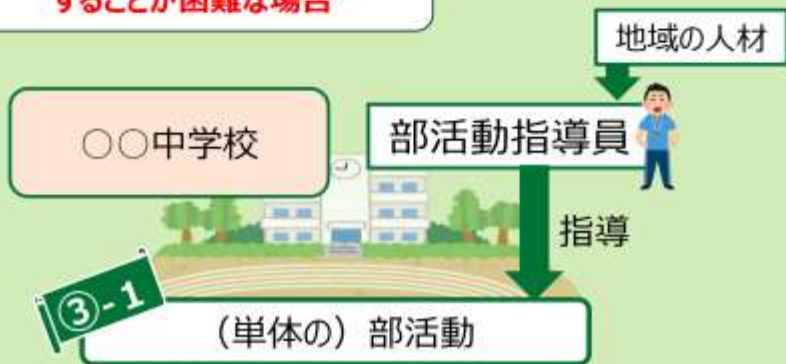 することが困難な場合
地域の人材
○○中学校
部活動指導員
指導
③-1
（単体の）部活動